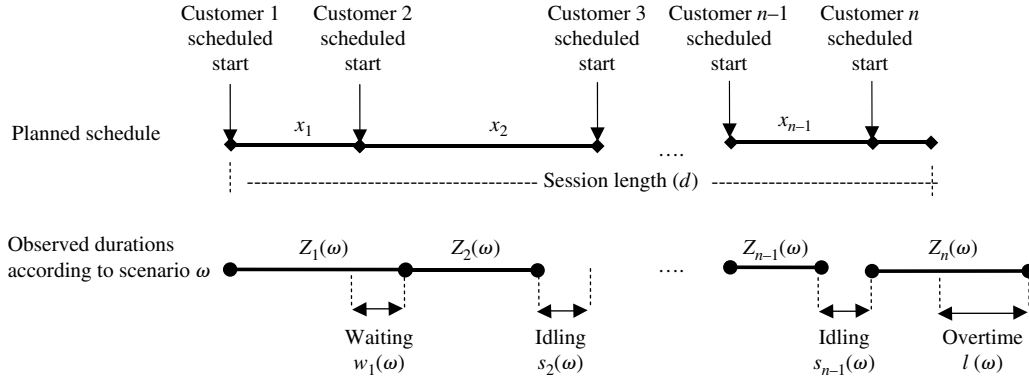 Customer 1 scheduled start
Customer 2 scheduled start
Customer 3 scheduled start
Customer n–1 scheduled start
Customer n scheduled start
Planned schedule
x₁
x₂
....
xₙ₋₁
Session length (d)
Observed durations
according to scenario ω
Z₁(ω)
Z₂(ω)
....
Zₙ₋₁(ω)
Zₙ(ω)
Waiting
w₁(ω)
Idling
s₂(ω)
Idling
sₙ₋₁(ω)
Overtime
l (ω)